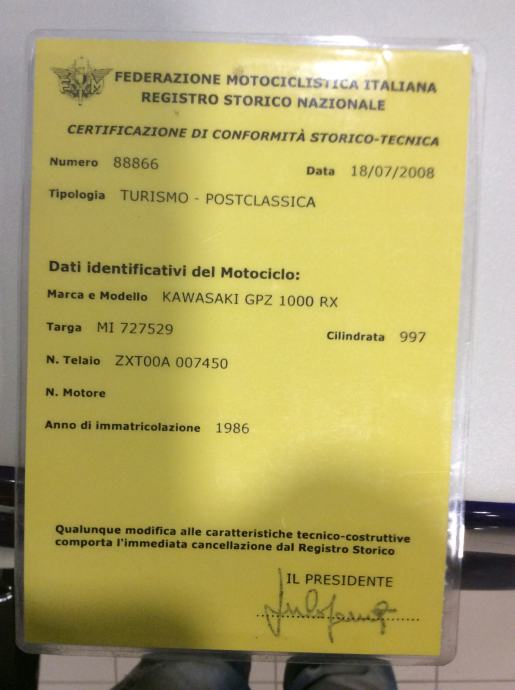 FEDERAZIONE MOTOCICLISTICA ITALIANA
REGISTRO STORICO NAZIONALE
CERTIFICAZIONE DI CONFORMITÀ STORICO-TECNICA
Numero 88866 Data 18/07/2008
Tipologia TURISMO - POSTCLASSICA
Dati identificativi del Motociclo:
Marca e Modello KAWASAKI GPZ 1000 RX
Targa MI 727529 Cilindrata 997
N. Telaio ZXT00A 007450
N. Motore
Anno di immatricolazione 1986
Qualunque modifica alle caratteristiche tecnico-costruttive
comporta l'immediata cancellazione dal Registro Storico
IL PRESIDENTE